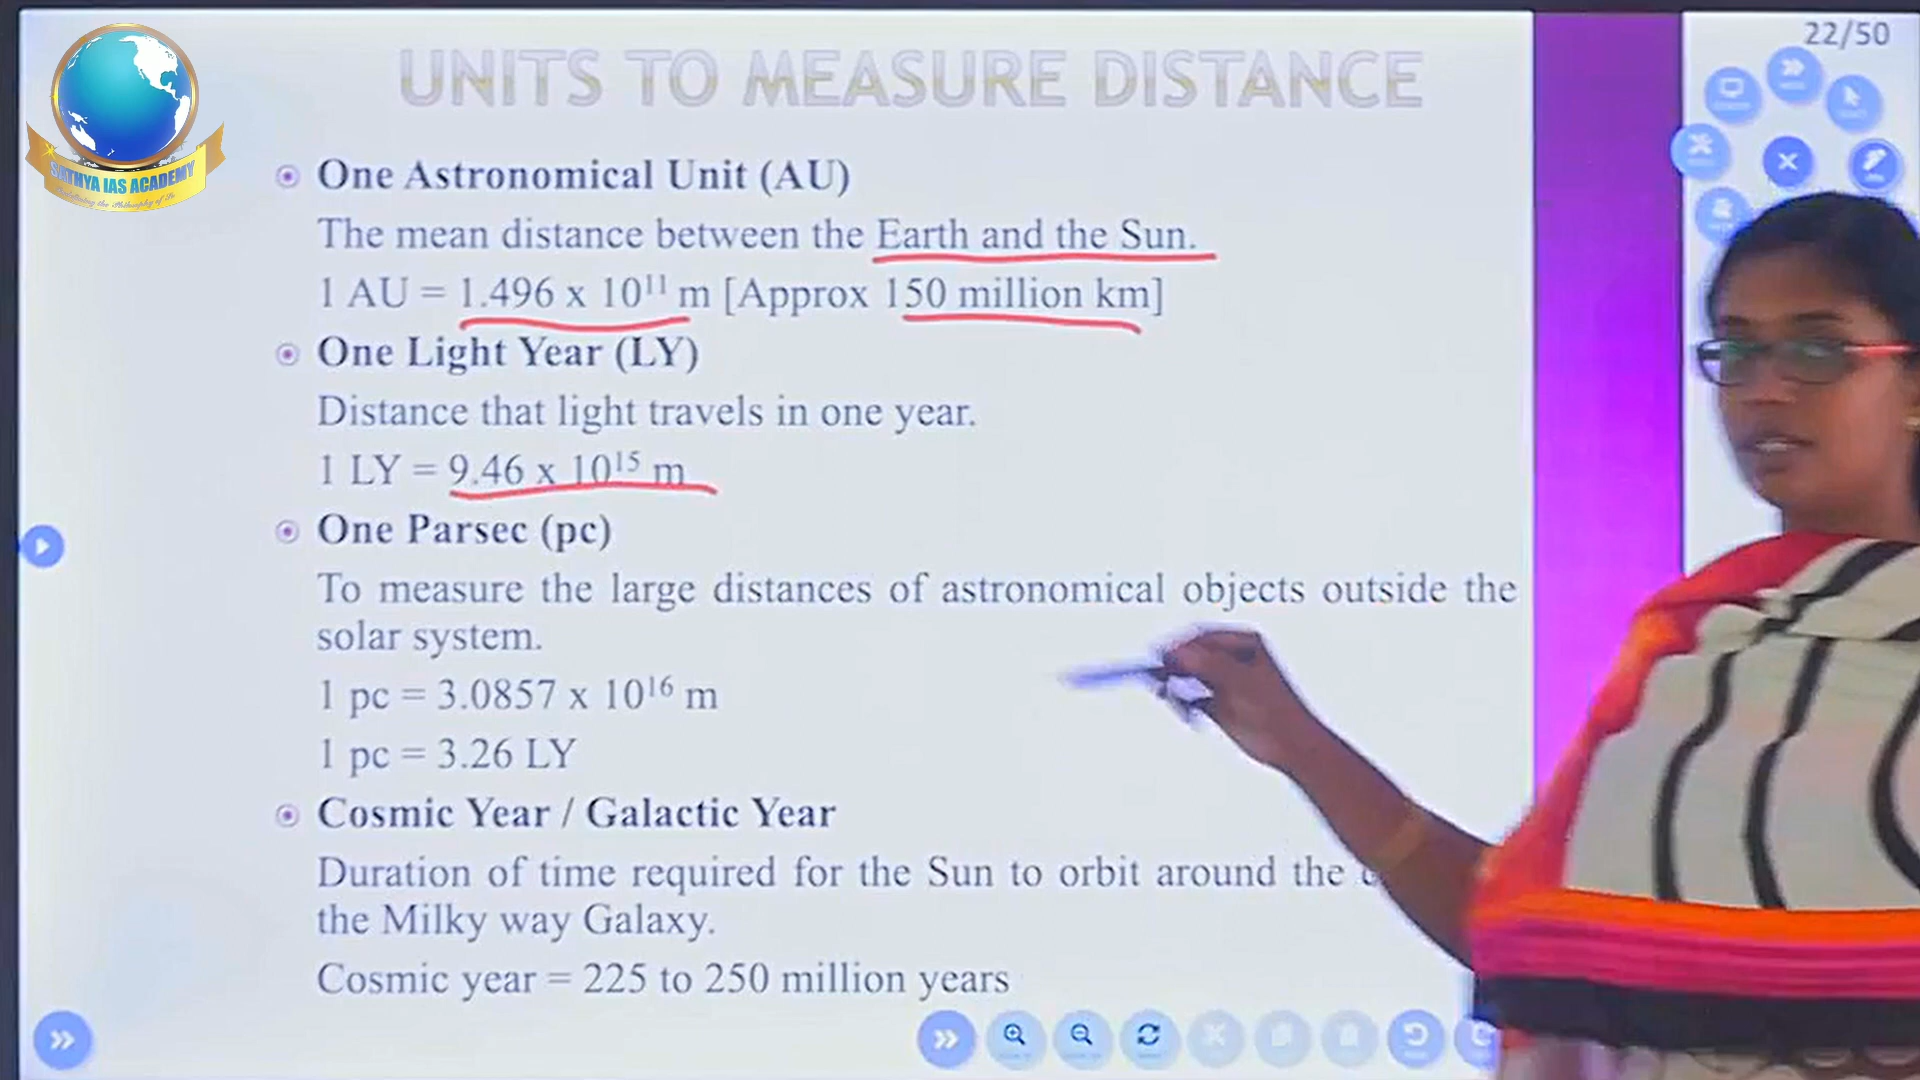 22/50
SATHYA IAS ACADEMY
UNITS TO MEASURE DISTANCE
One Astronomical Unit (AU)
The mean distance between the Earth and the Sun.
1 AU = 1.496 x 10¹¹ m [Approx 150 million km]
One Light Year (LY)
Distance that light travels in one year.
1 LY = 9.46 x 10¹⁵ m
One Parsec (pc)
To measure the large distances of astronomical objects outside the
solar system.
1 pc = 3.0857 x 10¹⁶ m
1 pc = 3.26 LY
Cosmic Year / Galactic Year
Duration of time required for the Sun to orbit around the
the Milky way Galaxy.
Cosmic year = 225 to 250 million years